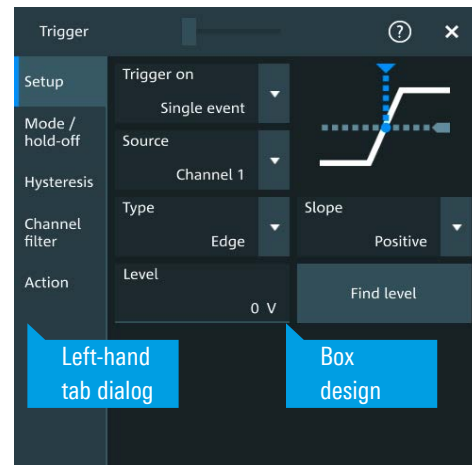 Trigger
?
Setup
Mode /
hold-off
Hysteresis
Channel
filter
Action
Trigger on
Single event
Source
Channel 1
Type
Edge
Slope
Positive
Level
0 V
Find level
Left-hand
tab dialog
Box
design